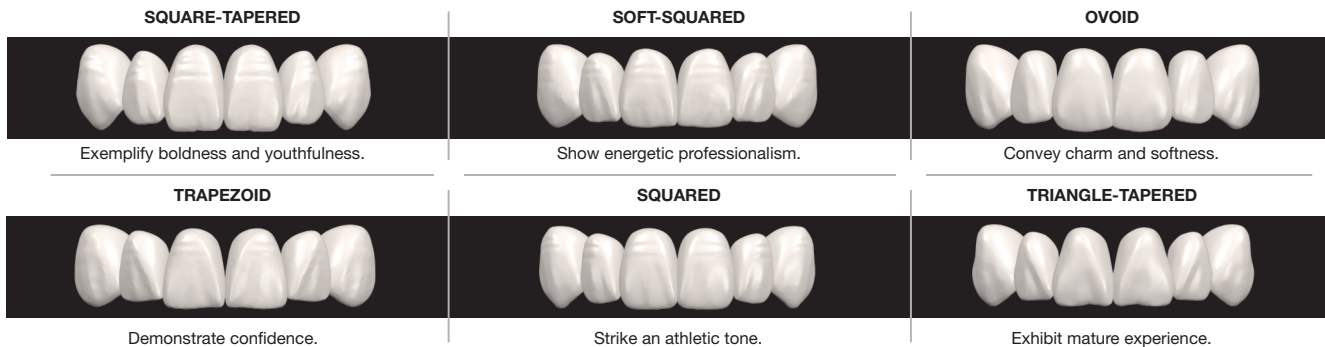 SQUARE-TAPERED
SOFT-SQUARED
OVOID
Exemplify boldness and youthfulness.
Show energetic professionalism.
Convey charm and softness.
TRAPEZOID
SQUARED
TRIANGLE-TAPERED
Demonstrate confidence.
Strike an athletic tone.
Exhibit mature experience.